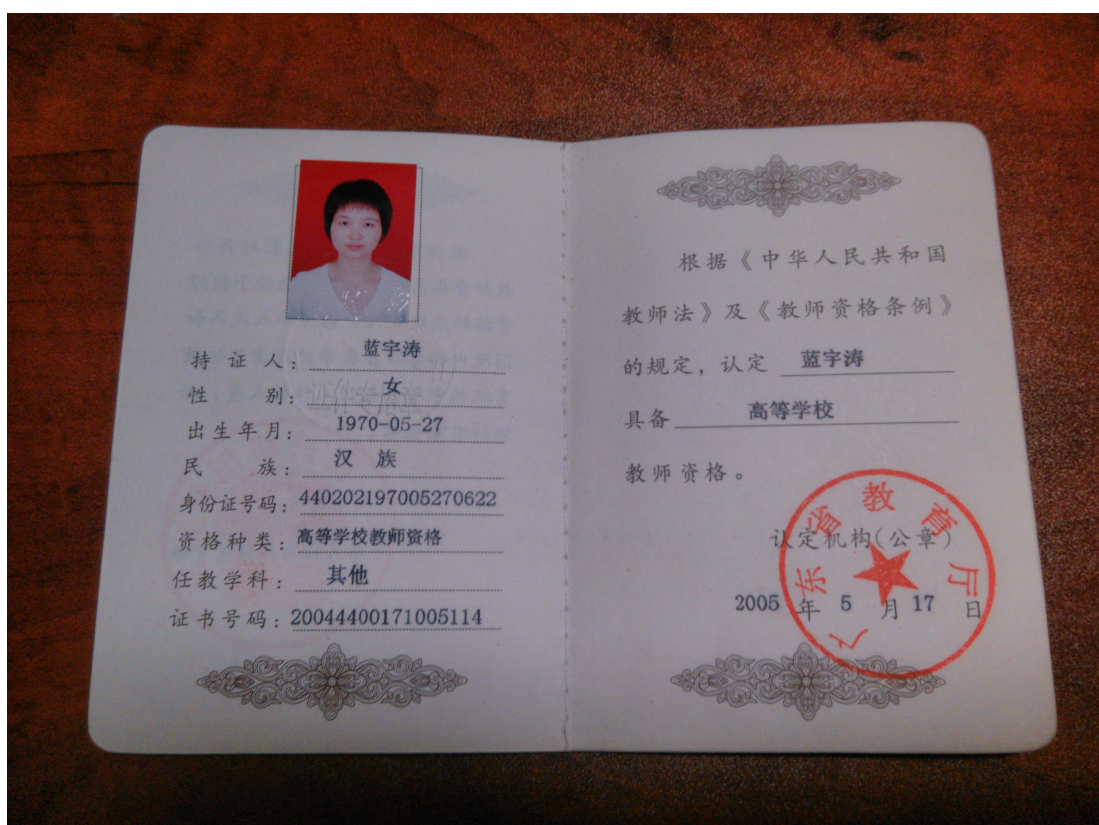 持证人：蓝宇涛
性别：女
出生年月：1970-05-27
民族：汉 族
身份证号码：440202197005270622
资格种类：高等学校教师资格
任教学科：其他
证书号码：20044400171005114
根据《中华人民共和国
教师法》及《教师资格条例》
的规定，认定 蓝宇涛
具备 高等学校
教师资格。
广东省教育厅
认定机构(公章)
2005 年 5 月 17 日